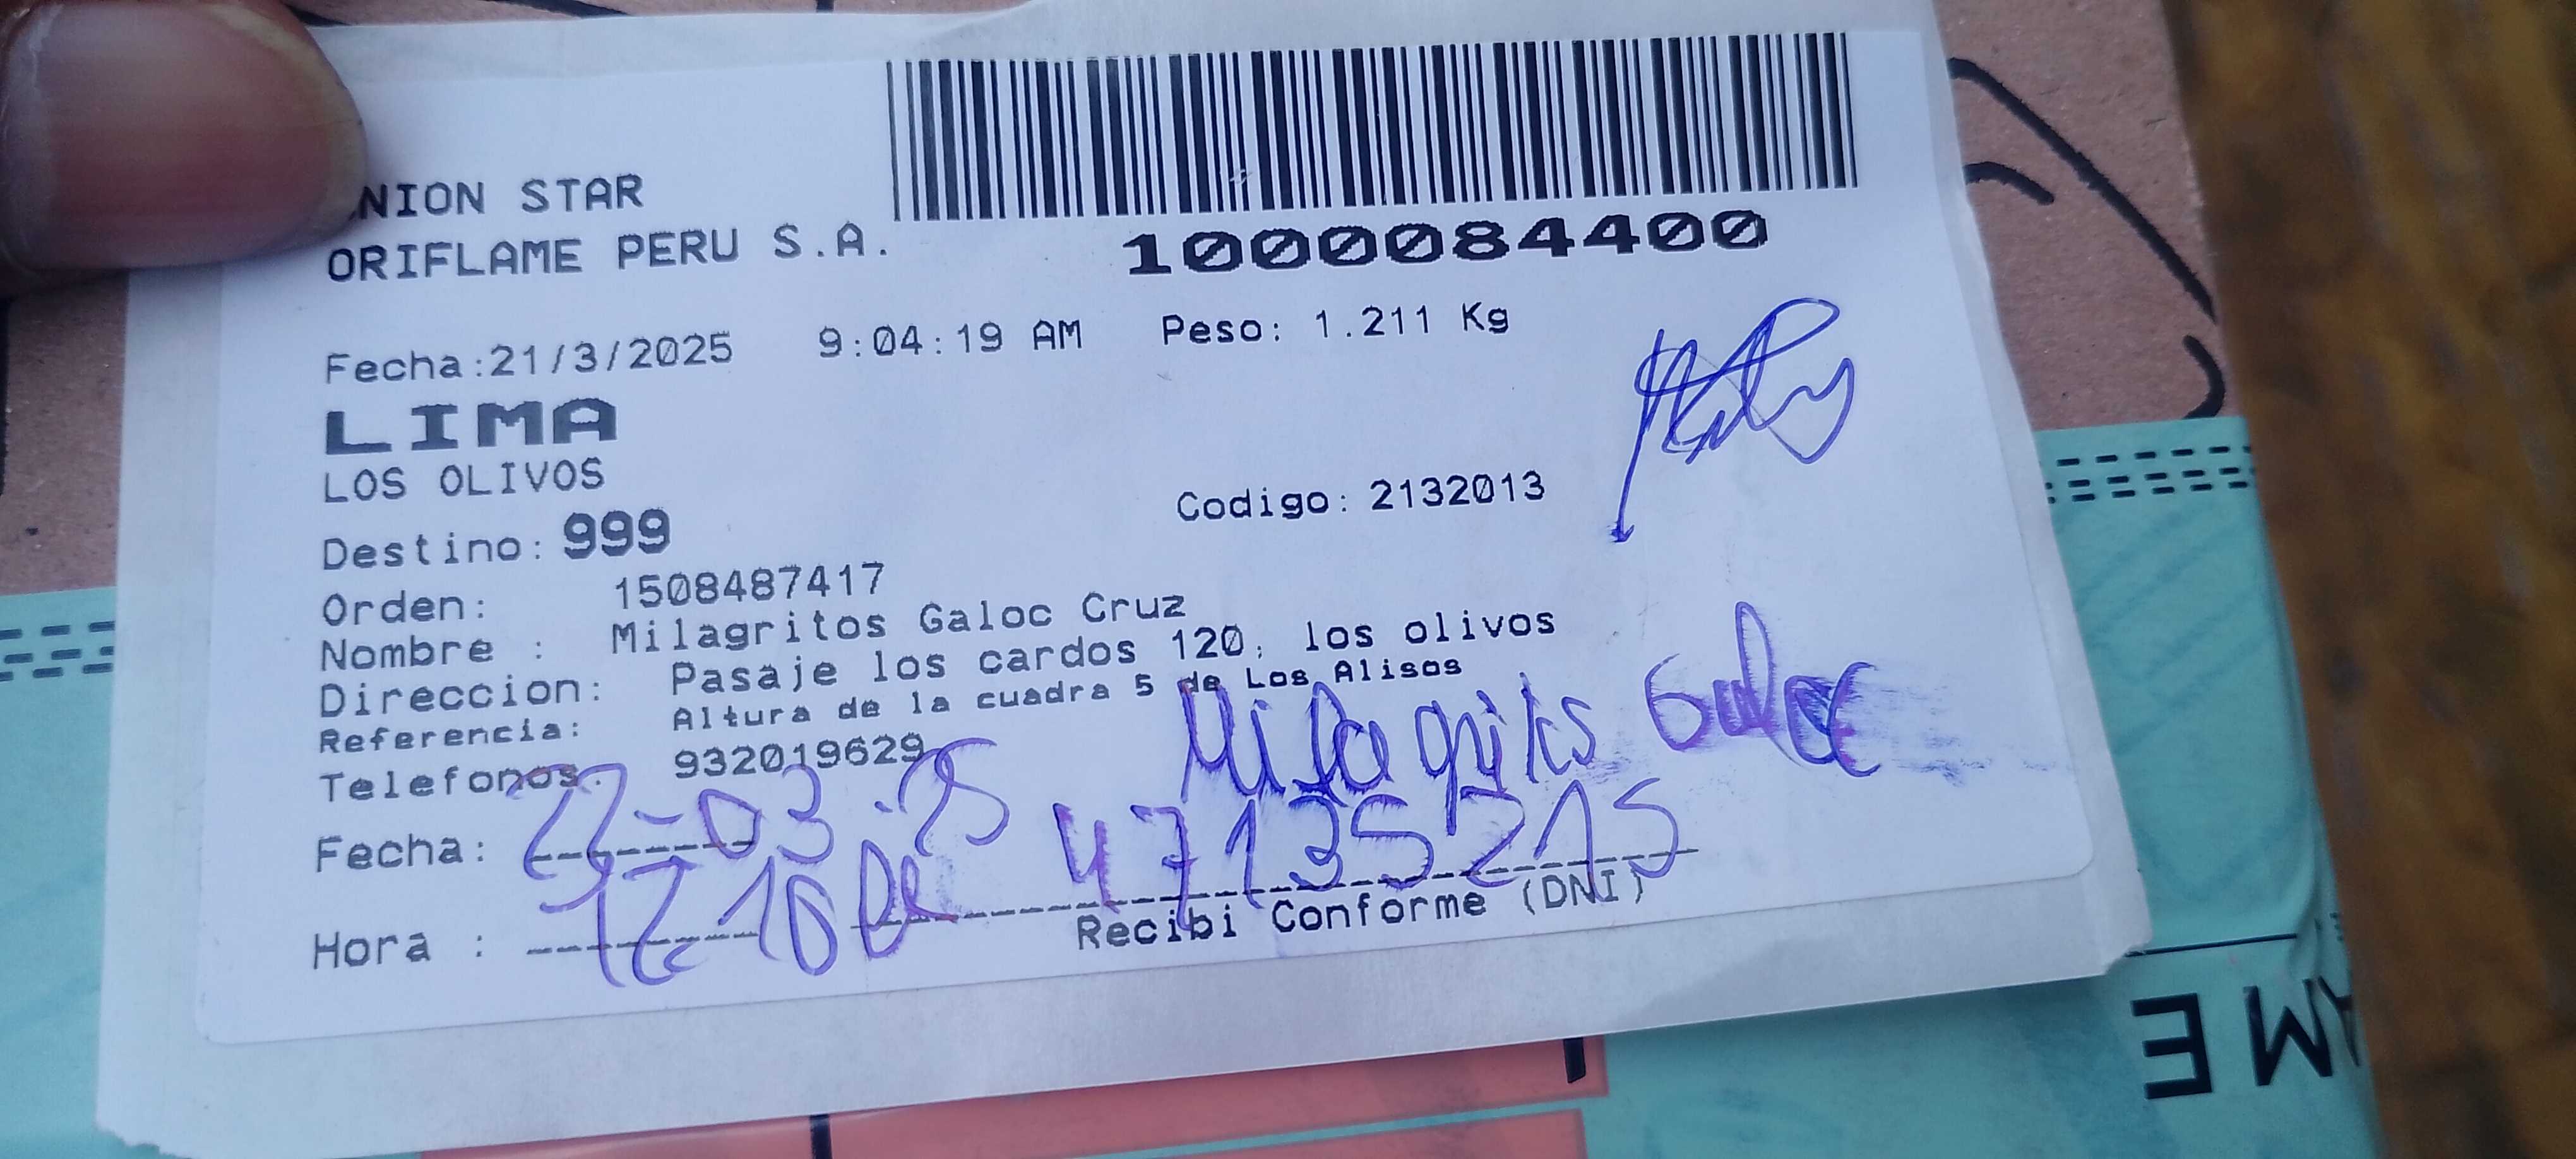 NION STAR
ORIFLAME PERU S.A.
1000084400
Fecha:21/3/2025 9:04:19 AM Peso: 1.211 Kg
LIMA
LOS OLIVOS
Codigo: 2132013
Destino: 999
Orden: 1508487417
Nombre : Milagritos Galoc Cruz
Direccion: Pasaje los cardos 120, los olivos
Referencia: Altura de la cuadra 5 de Los Alisos
Telefonos: 932019629
Milagritos Galoc
Fecha: 22-03-25 47135215
Hora : 12:10
Recibi Conforme (DNI)
AME